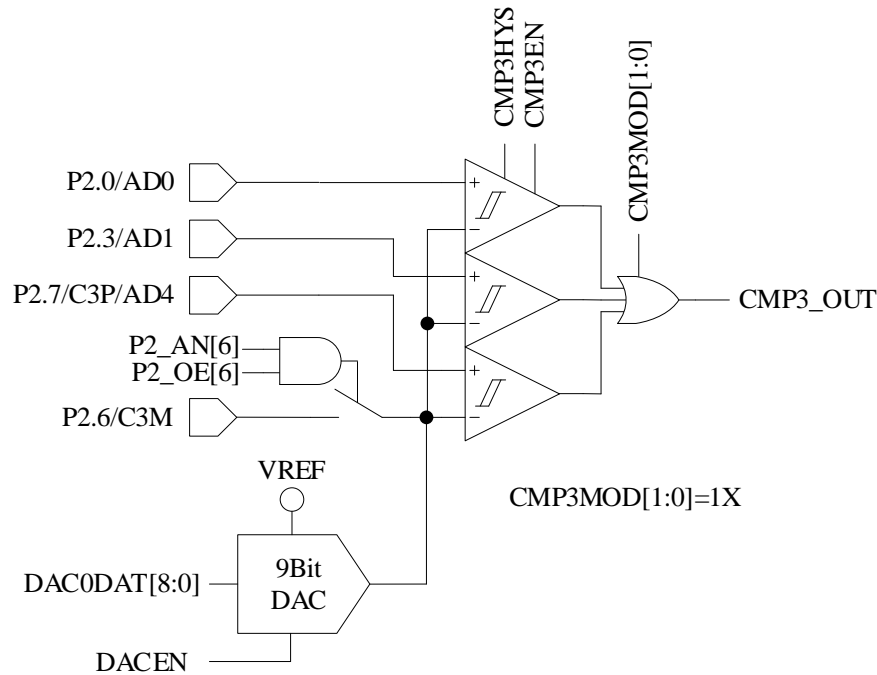 CMP3HYS
CMP3EN
CMP3MOD[1:0]
P2.0/AD0
+
-
P2.3/AD1
+
-
P2.7/C3P/AD4
+
-
CMP3_OUT
P2_AN[6]
P2_OE[6]
P2.6/C3M
VREF
CMP3MOD[1:0]=1X
DAC0DAT[8:0]
9Bit
DAC
DACEN